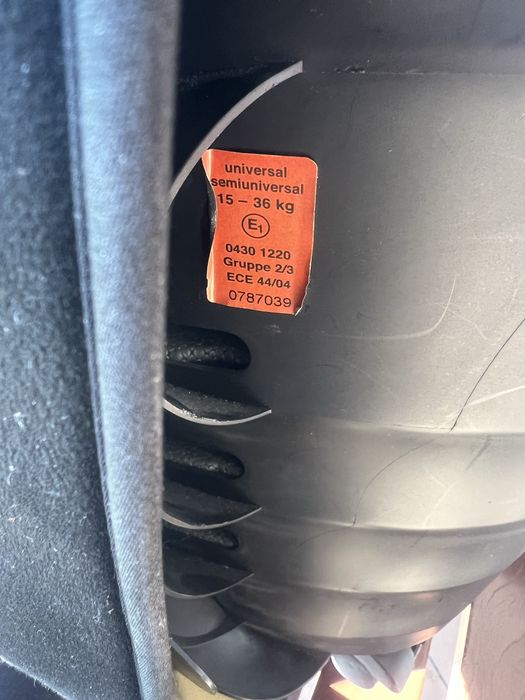 universal
semiuniversal
15 – 36 kg
E1
0430 1220
Gruppe 2/3
ECE 44/04
0787039